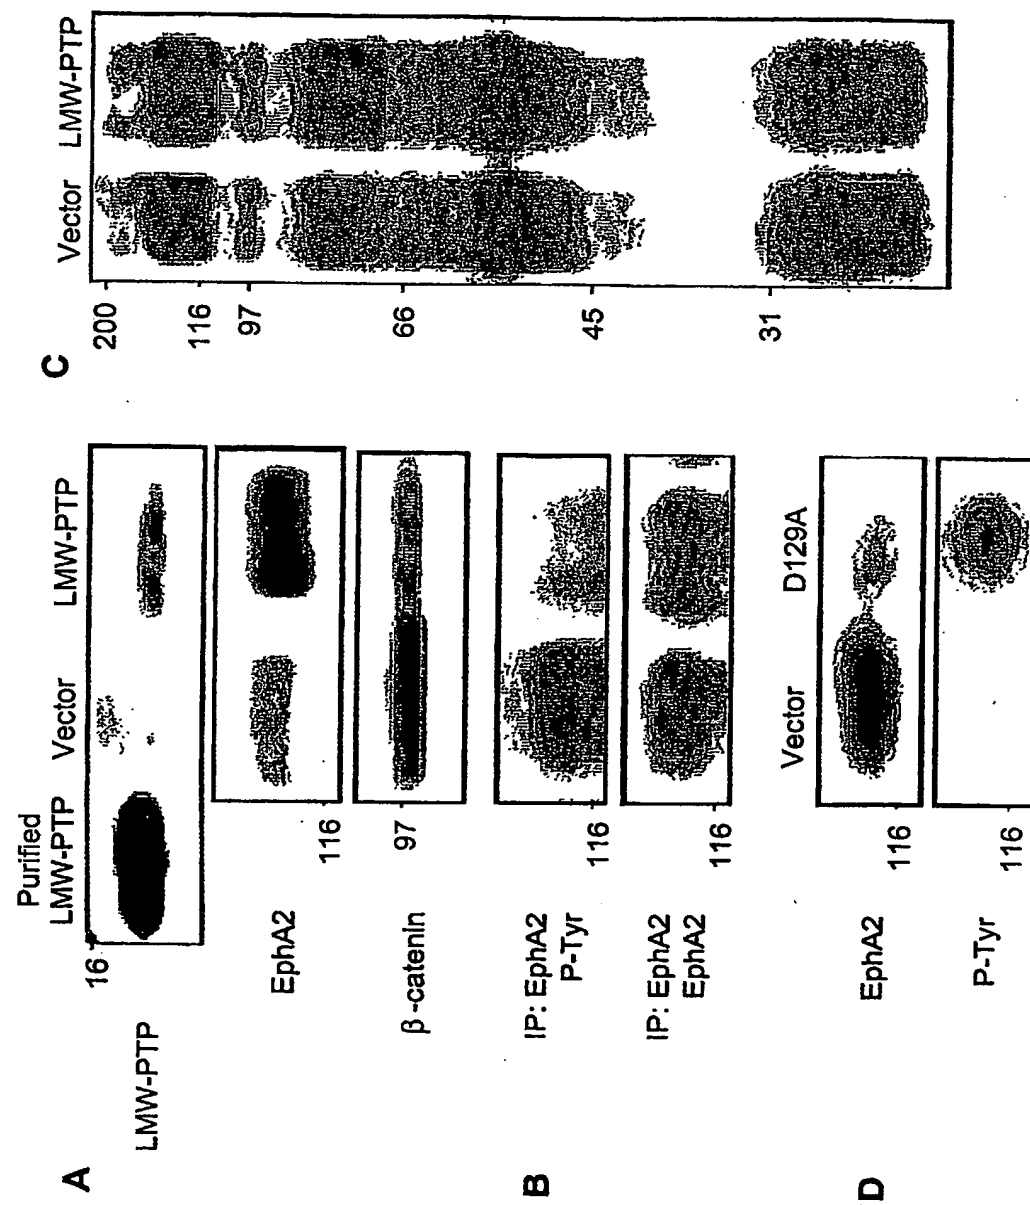 A
Purified
LMW-PTP Vector LMW-PTP
16
LMW-PTP
EphA2
116
β-catenin
97
B
IP: EphA2
P-Tyr
116
IP: EphA2
EphA2
116
C
Vector LMW-PTP
200
116
97
66
45
31
D
Vector D129A
EphA2
116
P-Tyr
116